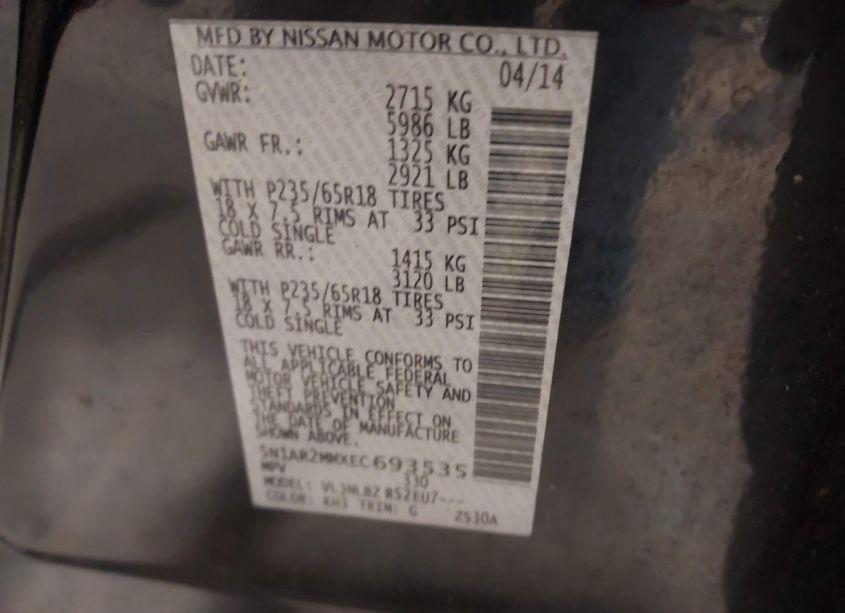 MFD BY NISSAN MOTOR CO., LTD.
DATE: 04/14
GVWR: 2715 KG
5986 LB
GAWR FR.: 1325 KG
2921 LB
WITH P235/65R18 TIRES
18 X 7.5 RIMS AT 33 PSI
COLD SINGLE
GAWR RR.: 1415 KG
3120 LB
WITH P235/65R18 TIRES
18 X 7.5 RIMS AT 33 PSI
COLD SINGLE
THIS VEHICLE CONFORMS TO
ALL APPLICABLE FEDERAL
MOTOR VEHICLE SAFETY AND
THEFT PREVENTION
STANDARDS IN EFFECT ON
THE DATE OF MANUFACTURE
SHOWN ABOVE.
5N1AR2MMXEC693535
MPV 330
MODEL:
COLOR: KH3 TRIM: G ZS30A